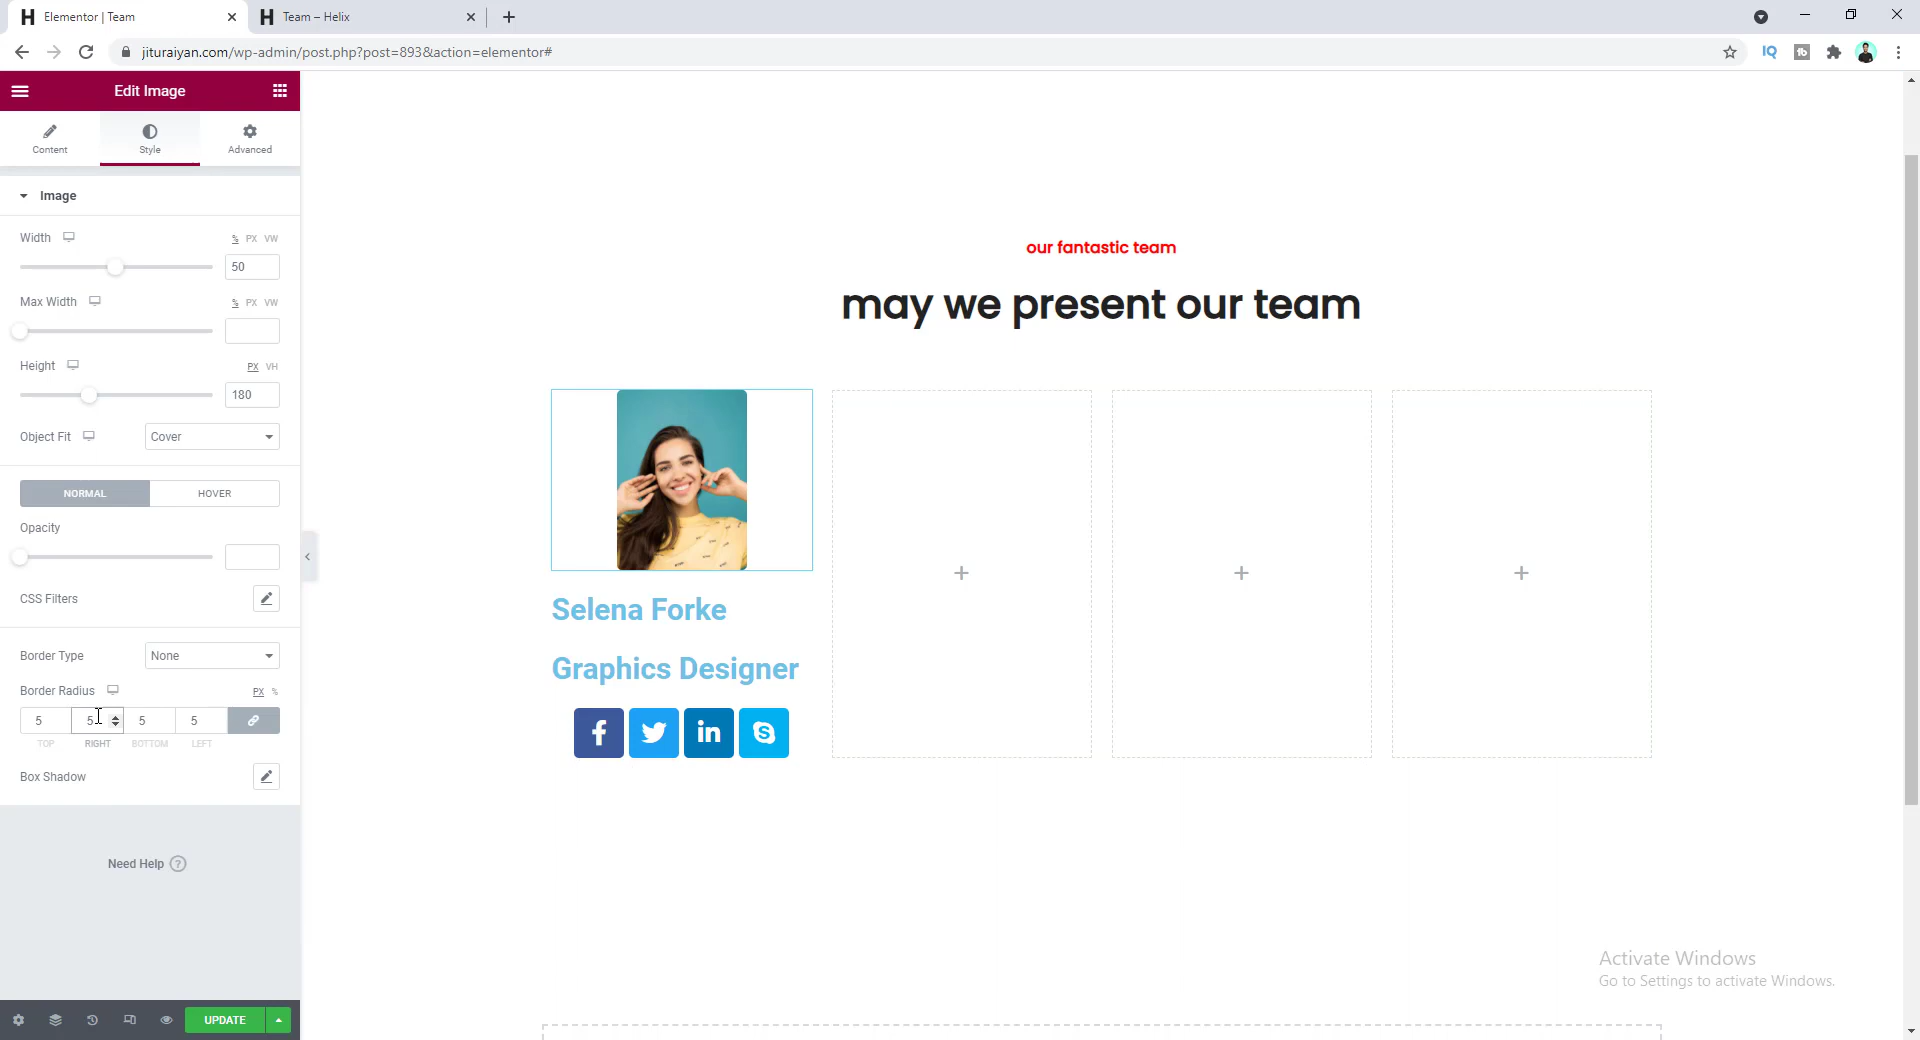 Elementor | Team
Team – Helix
jituraiyan.com/wp-admin/post.php?post=893&action=elementor#
IQ
Edit Image
Content
Style
Advanced
Image
Width
% PX VW
50
Max Width
% PX VW
Height
PX VH
180
Object Fit
Cover
NORMAL
HOVER
Opacity
CSS Filters
Border Type
None
Border Radius
PX %
5 5 5 5
TOP RIGHT BOTTOM LEFT
Box Shadow
Need Help ?
UPDATE
our fantastic team
may we present our team
Selena Forke
Graphics Designer
Activate Windows
Go to Settings to activate Windows.